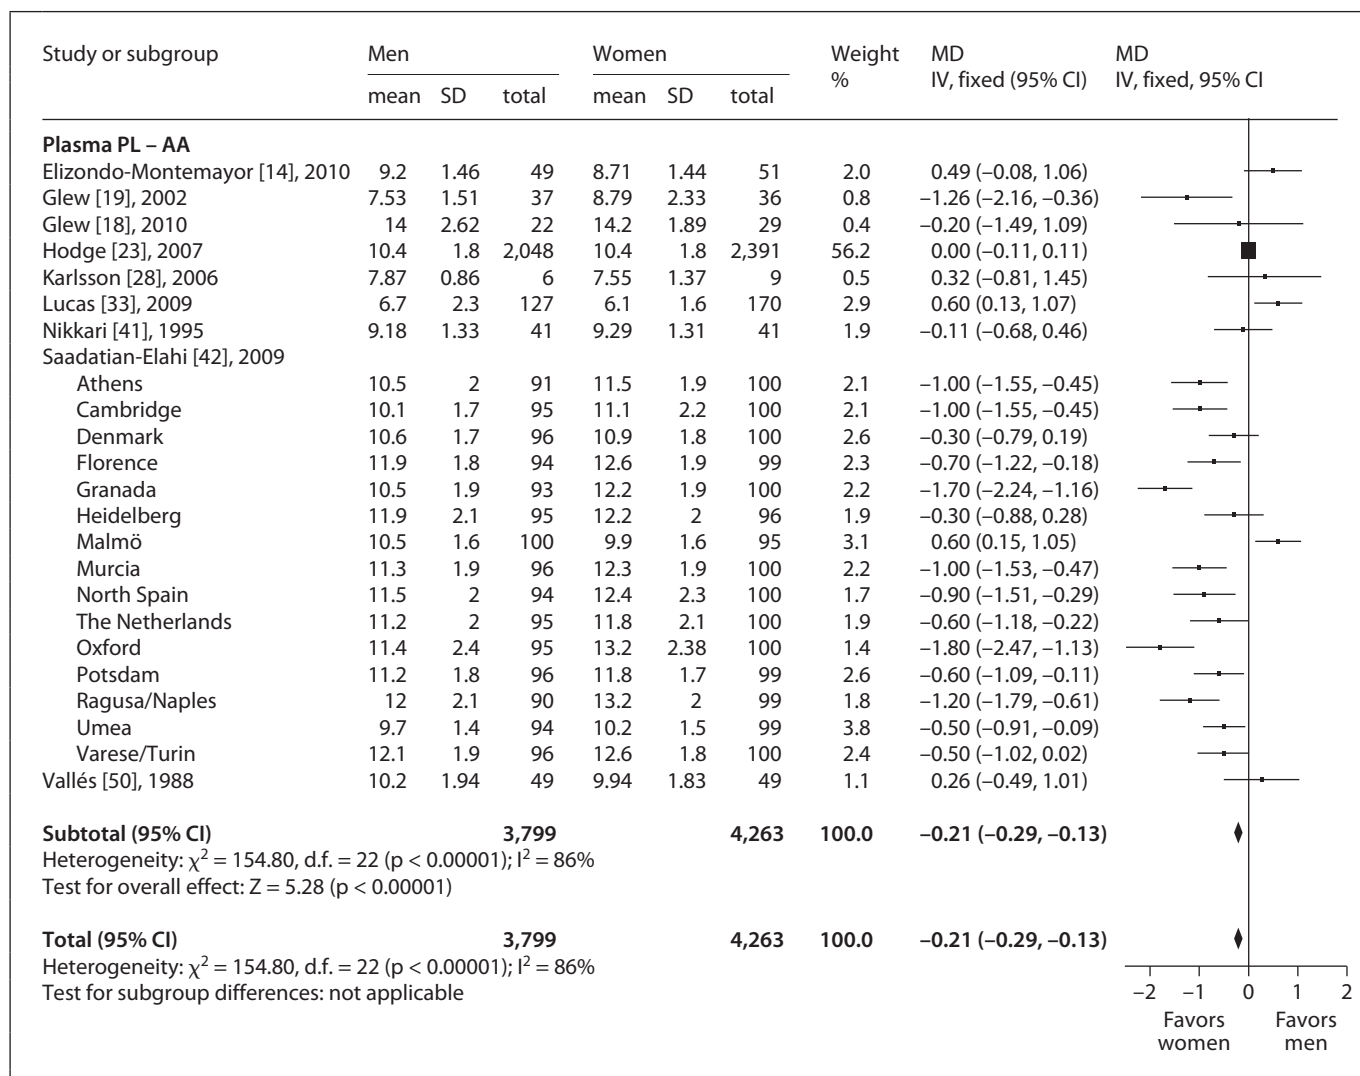 Study or subgroup Men Women Weight % MD IV, fixed (95% CI) MD IV, fixed, 95% CI
mean SD total mean SD total
Plasma PL – AA
Elizondo-Montemayor [14], 2010 9.2 1.46 49 8.71 1.44 51 2.0 0.49 (–0.08, 1.06)
Glew [19], 2002 7.53 1.51 37 8.79 2.33 36 0.8 –1.26 (–2.16, –0.36)
Glew [18], 2010 14 2.62 22 14.2 1.89 29 0.4 –0.20 (–1.49, 1.09)
Hodge [23], 2007 10.4 1.8 2,048 10.4 1.8 2,391 56.2 0.00 (–0.11, 0.11)
Karlsson [28], 2006 7.87 0.86 6 7.55 1.37 9 0.5 0.32 (–0.81, 1.45)
Lucas [33], 2009 6.7 2.3 127 6.1 1.6 170 2.9 0.60 (0.13, 1.07)
Nikkari [41], 1995 9.18 1.33 41 9.29 1.31 41 1.9 –0.11 (–0.68, 0.46)
Saadatian-Elahi [42], 2009
Athens 10.5 2 91 11.5 1.9 100 2.1 –1.00 (–1.55, –0.45)
Cambridge 10.1 1.7 95 11.1 2.2 100 2.1 –1.00 (–1.55, –0.45)
Denmark 10.6 1.7 96 10.9 1.8 100 2.6 –0.30 (–0.79, 0.19)
Florence 11.9 1.8 94 12.6 1.9 99 2.3 –0.70 (–1.22, –0.18)
Granada 10.5 1.9 93 12.2 1.9 100 2.2 –1.70 (–2.24, –1.16)
Heidelberg 11.9 2.1 95 12.2 2 96 1.9 –0.30 (–0.88, 0.28)
Malmö 10.5 1.6 100 9.9 1.6 95 3.1 0.60 (0.15, 1.05)
Murcia 11.3 1.9 96 12.3 1.9 100 2.2 –1.00 (–1.53, –0.47)
North Spain 11.5 2 94 12.4 2.3 100 1.7 –0.90 (–1.51, –0.29)
The Netherlands 11.2 2 95 11.8 2.1 100 1.9 –0.60 (–1.18, –0.22)
Oxford 11.4 2.4 95 13.2 2.38 100 1.4 –1.80 (–2.47, –1.13)
Potsdam 11.2 1.8 96 11.8 1.7 99 2.6 –0.60 (–1.09, –0.11)
Ragusa/Naples 12 2.1 90 13.2 2 99 1.8 –1.20 (–1.79, –0.61)
Umea 9.7 1.4 94 10.2 1.5 99 3.8 –0.50 (–0.91, –0.09)
Varese/Turin 12.1 1.9 96 12.6 1.8 100 2.4 –0.50 (–1.02, 0.02)
Vallés [50], 1988 10.2 1.94 49 9.94 1.83 49 1.1 0.26 (–0.49, 1.01)
Subtotal (95% CI) 3,799 4,263 100.0 –0.21 (–0.29, –0.13)
Heterogeneity: χ² = 154.80, d.f. = 22 (p < 0.00001); I² = 86%
Test for overall effect: Z = 5.28 (p < 0.00001)
Total (95% CI) 3,799 4,263 100.0 –0.21 (–0.29, –0.13)
Heterogeneity: χ² = 154.80, d.f. = 22 (p < 0.00001); I² = 86%
Test for subgroup differences: not applicable
–2 –1 0 1 2
Favors women Favors men